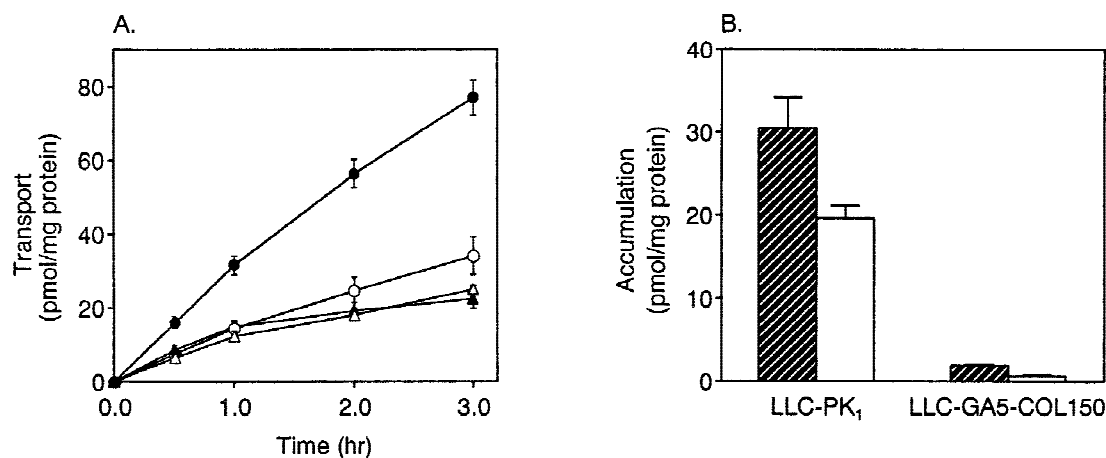 A.
Transport
(pmol/mg protein)
80
60
40
20
0
0.0 1.0 2.0 3.0
Time (hr)
B.
Accumulation
(pmol/mg protein)
40
30
20
10
0
LLC-PK₁ LLC-GA5-COL150